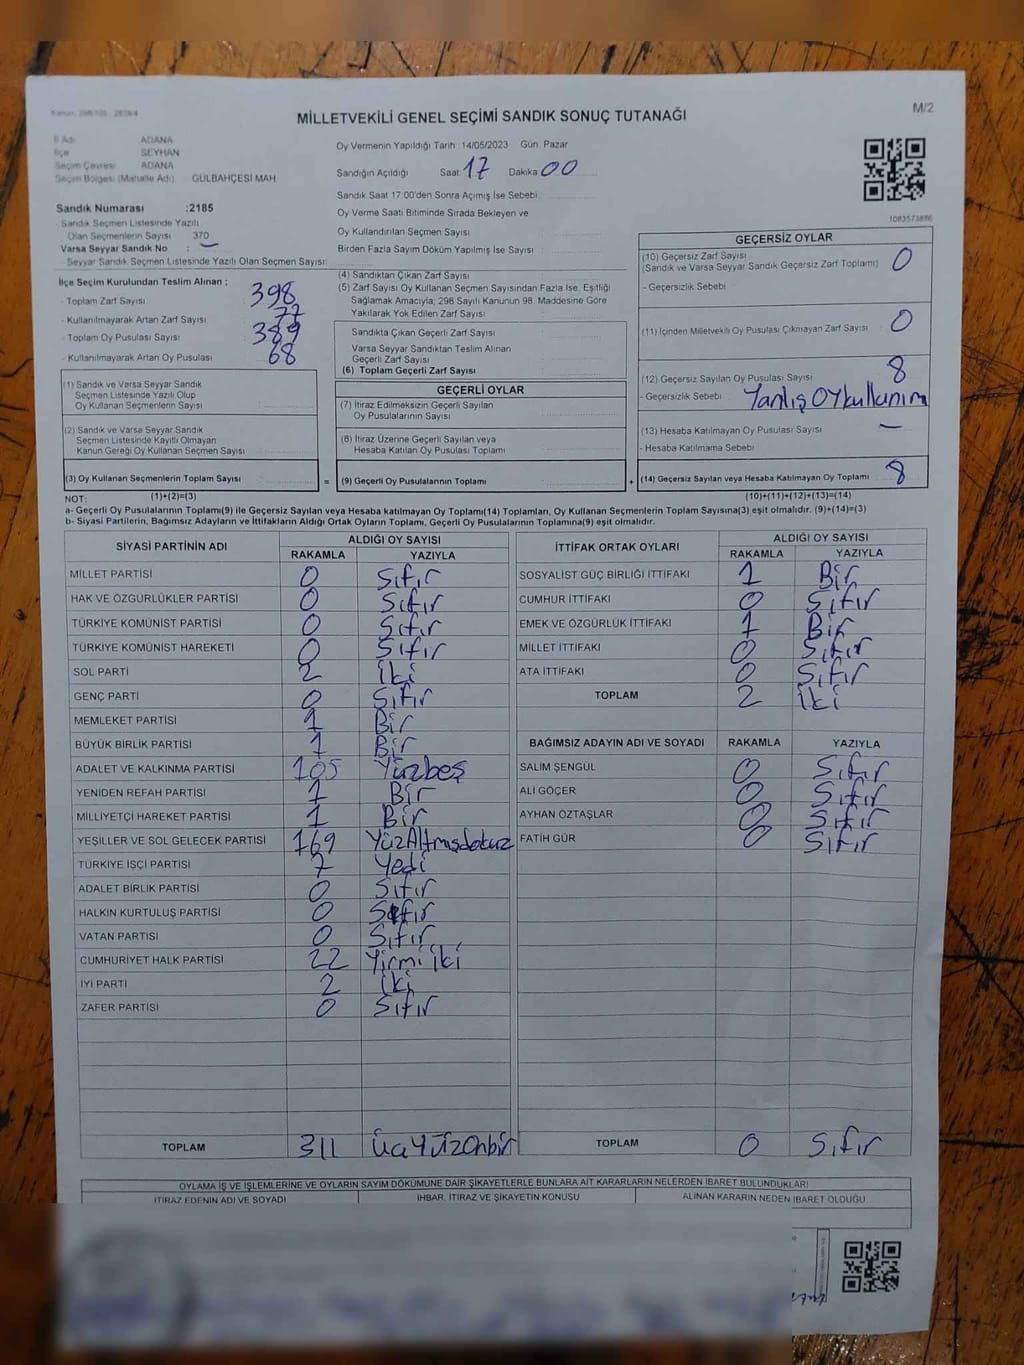 M/2
MİLLETVEKİLİ GENEL SEÇİMİ SANDIK SONUÇ TUTANAĞI
İl Adı ADANA
İlçe SEYHAN
Seçim Çevresi ADANA
Seçim Bölgesi (Mahalle Adı) GÜLBAHÇESİ MAH
Sandık Numarası :2185
Sandık Seçmen Listesinde Yazılı
Olan Seçmenlerin Sayısı 370
Varsa Seyyar Sandık No : –
Seyyar Sandık Seçmen Listesinde Yazılı Olan Seçmen Sayısı:
Oy Vermenin Yapıldığı Tarih :14/05/2023 Gün Pazar
Sandığın Açıldığı Saat 17 Dakika 00
Sandık Saat 17:00'den Sonra Açımış İse Sebebi
Oy Verme Saati Bitiminde Sırada Bekleyen ve
Oy Kullandırılan Seçmen Sayısı
Birden Fazla Sayım Döküm Yapılmış İse Sayısı
1083573886
İlçe Seçim Kurulundan Teslim Alınan ;
- Toplam Zarf Sayısı 398
- Kullanılmayarak Artan Zarf Sayısı 77
- Toplam Oy Pusulası Sayısı 389
- Kullanılmayarak Artan Oy Pusulası 68
(4) Sandıktan Çıkan Zarf Sayısı
(5) Zarf Sayısı Oy Kullanan Seçmen Sayısından Fazla İse, Eşitliği
Sağlamak Amacıyla, 298 Sayılı Kanunun 98. Maddesine Göre
Yakılarak Yok Edilen Zarf Sayısı
Sandıkta Çıkan Geçerli Zarf Sayısı
Varsa Seyyar Sandıktan Teslim Alınan
Geçerli Zarf Sayısı
(6) Toplam Geçerli Zarf Sayısı
GEÇERSİZ OYLAR
(10) Geçersiz Zarf Sayısı 0
(Sandık ve Varsa Seyyar Sandık Geçersiz Zarf Toplamı)
- Geçersizlik Sebebi
(11) İçinden Milletvekili Oy Pusulası Çıkmayan Zarf Sayısı 0
(12) Geçersiz Sayılan Oy Pusulası Sayısı 8
- Geçersizlik Sebebi Yanlış OY kullanım
(13) Hesaba Katılmayan Oy Pusulası Sayısı –
- Hesaba Katılmama Sebebi
(14) Geçersiz Sayılan veya Hesaba Katılmayan Oy Toplamı 8
(1) Sandık ve Varsa Seyyar Sandık
Seçmen Listesinde Yazılı Olup
Oy Kullanan Seçmenlerin Sayısı
(2) Sandık ve Varsa Seyyar Sandık
Seçmen Listesinde Kayıtlı Olmayan
Kanun Gereği Oy Kullanan Seçmen Sayısı
(3) Oy Kullanan Seçmenlerin Toplam Sayısı =
GEÇERLİ OYLAR
(7) İtiraz Edilmeksizin Geçerli Sayılan
Oy Pusulalarının Sayısı
(8) İtiraz Üzerine Geçerli Sayılan veya
Hesaba Katılan Oy Pusulası Toplamı
(9) Geçerli Oy Pusulalarının Toplamı +
NOT: (1)+(2)=(3) (10)+(11)+(12)+(13)=(14)
a- Geçerli Oy Pusulalarının Toplamı(9) ile Geçersiz Sayılan veya Hesaba katılmayan Oy Toplamı(14) Toplamları, Oy Kullanan Seçmenlerin Toplam Sayısına(3) eşit olmalıdır. (9)+(14)=(3)
b- Siyasi Partilerin, Bağımsız Adayların ve İttifakların Aldığı Ortak Oyların Toplamı, Geçerli Oy Pusulalarının Toplamına(9) eşit olmalıdır.
SİYASİ PARTİNİN ADI ALDIĞI OY SAYISI
RAKAMLA YAZIYLA
MİLLET PARTİSİ 0 Sıfır
HAK VE ÖZGÜRLÜKLER PARTİSİ 0 Sıfır
TÜRKİYE KOMÜNİST PARTİSİ 0 Sıfır
TÜRKİYE KOMÜNİST HAREKETİ 0 Sıfır
SOL PARTİ 2 İki
GENÇ PARTİ 0 Sıfır
MEMLEKET PARTİSİ 1 Bir
BÜYÜK BİRLİK PARTİSİ 1 Bir
ADALET VE KALKINMA PARTİSİ 105 Yüzbeş
YENİDEN REFAH PARTİSİ 1 Bir
MİLLİYETÇİ HAREKET PARTİSİ 1 Bir
YEŞİLLER VE SOL GELECEK PARTİSİ 169 YüzAltmışdokuz
TÜRKİYE İŞÇİ PARTİSİ 7 Yedi
ADALET BİRLİK PARTİSİ 0 Sıfır
HALKIN KURTULUŞ PARTİSİ 0 Sıfır
VATAN PARTİSİ 0 Sıfır
CUMHURİYET HALK PARTİSİ 22 Yirmi İki
İYİ PARTİ 2 İki
ZAFER PARTİSİ 0 Sıfır
TOPLAM 311 ÜçYüzOnbir
İTTİFAK ORTAK OYLARI ALDIĞI OY SAYISI
RAKAMLA YAZIYLA
SOSYALİST GÜÇ BİRLİĞİ İTTİFAKI 1 Bir
CUMHUR İTTİFAKI 0 Sıfır
EMEK VE ÖZGÜRLÜK İTTİFAKI 1 Bir
MİLLET İTTİFAKI 0 Sıfır
ATA İTTİFAKI 0 Sıfır
TOPLAM 2 İki
BAĞIMSIZ ADAYIN ADI VE SOYADI RAKAMLA YAZIYLA
SALİM ŞENGÜL 0 Sıfır
ALİ GÖÇER 0 Sıfır
AYHAN ÖZTAŞLAR 0 Sıfır
FATİH GÜR 0 Sıfır
TOPLAM 0 Sıfır
OYLAMA İŞ VE İŞLEMLERİNE VE OYLARIN SAYIM DÖKÜMÜNE DAİR ŞİKAYETLERLE BUNLARA AİT KARARLARIN NELERDEN İBARET BULUNDUKLARI
İTİRAZ EDENİN ADI VE SOYADI İHBAR, İTİRAZ VE ŞİKAYETİN KONUSU ALINAN KARARIN NEDEN İBARET OLDUĞU